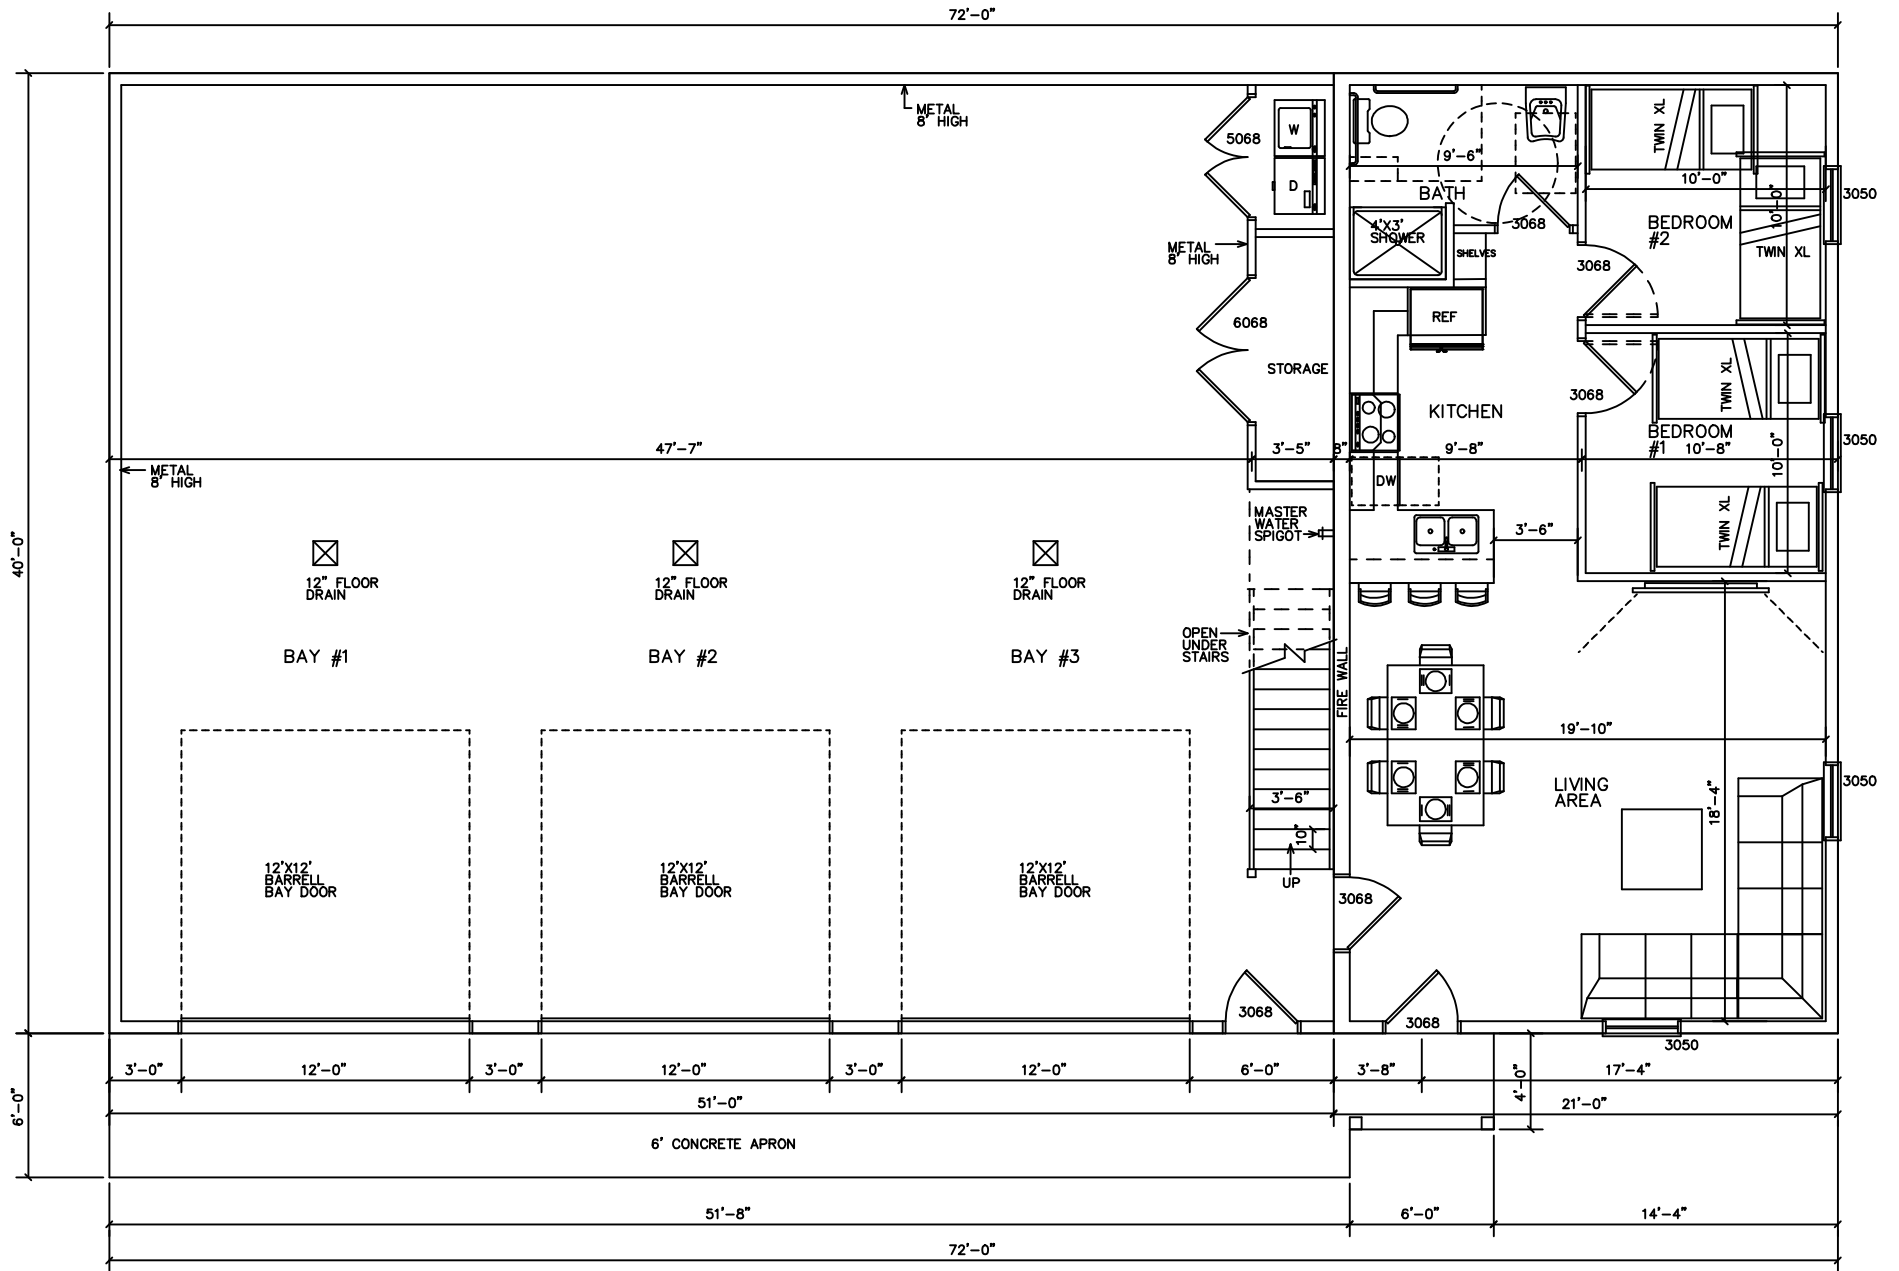 72'-0"
METAL
8' HIGH
5068
W
D
9'-6"
BATH
P
TWIN XL
10'-0"
10'-0"
3050
4'X3'
SHOWER
3068
SHELVES
BEDROOM
#2
TWIN XL
METAL
8' HIGH
3068
6068
REF
STORAGE
TWIN XL
3068
KITCHEN
BEDROOM
#1
10'-8"
10'-0"
3050
47'-7"
3'-5"
8"
9'-8"
METAL
8' HIGH
DW
MASTER
WATER
SPIGOT
3'-6"
TWIN XL
40'-0"
12" FLOOR
DRAIN
12" FLOOR
DRAIN
12" FLOOR
DRAIN
OPEN
UNDER
STAIRS
BAY #1
BAY #2
BAY #3
FIRE WALL
19'-10"
LIVING
AREA
18'-4"
3050
3'-6"
10"
UP
12'X12'
BARRELL
BAY DOOR
12'X12'
BARRELL
BAY DOOR
12'X12'
BARRELL
BAY DOOR
3068
3068
3068
3050
3'-0"
12'-0"
3'-0"
12'-0"
3'-0"
12'-0"
6'-0"
3'-8"
17'-4"
4'-0"
6'-0"
51'-0"
21'-0"
6' CONCRETE APRON
51'-8"
6'-0"
14'-4"
72'-0"